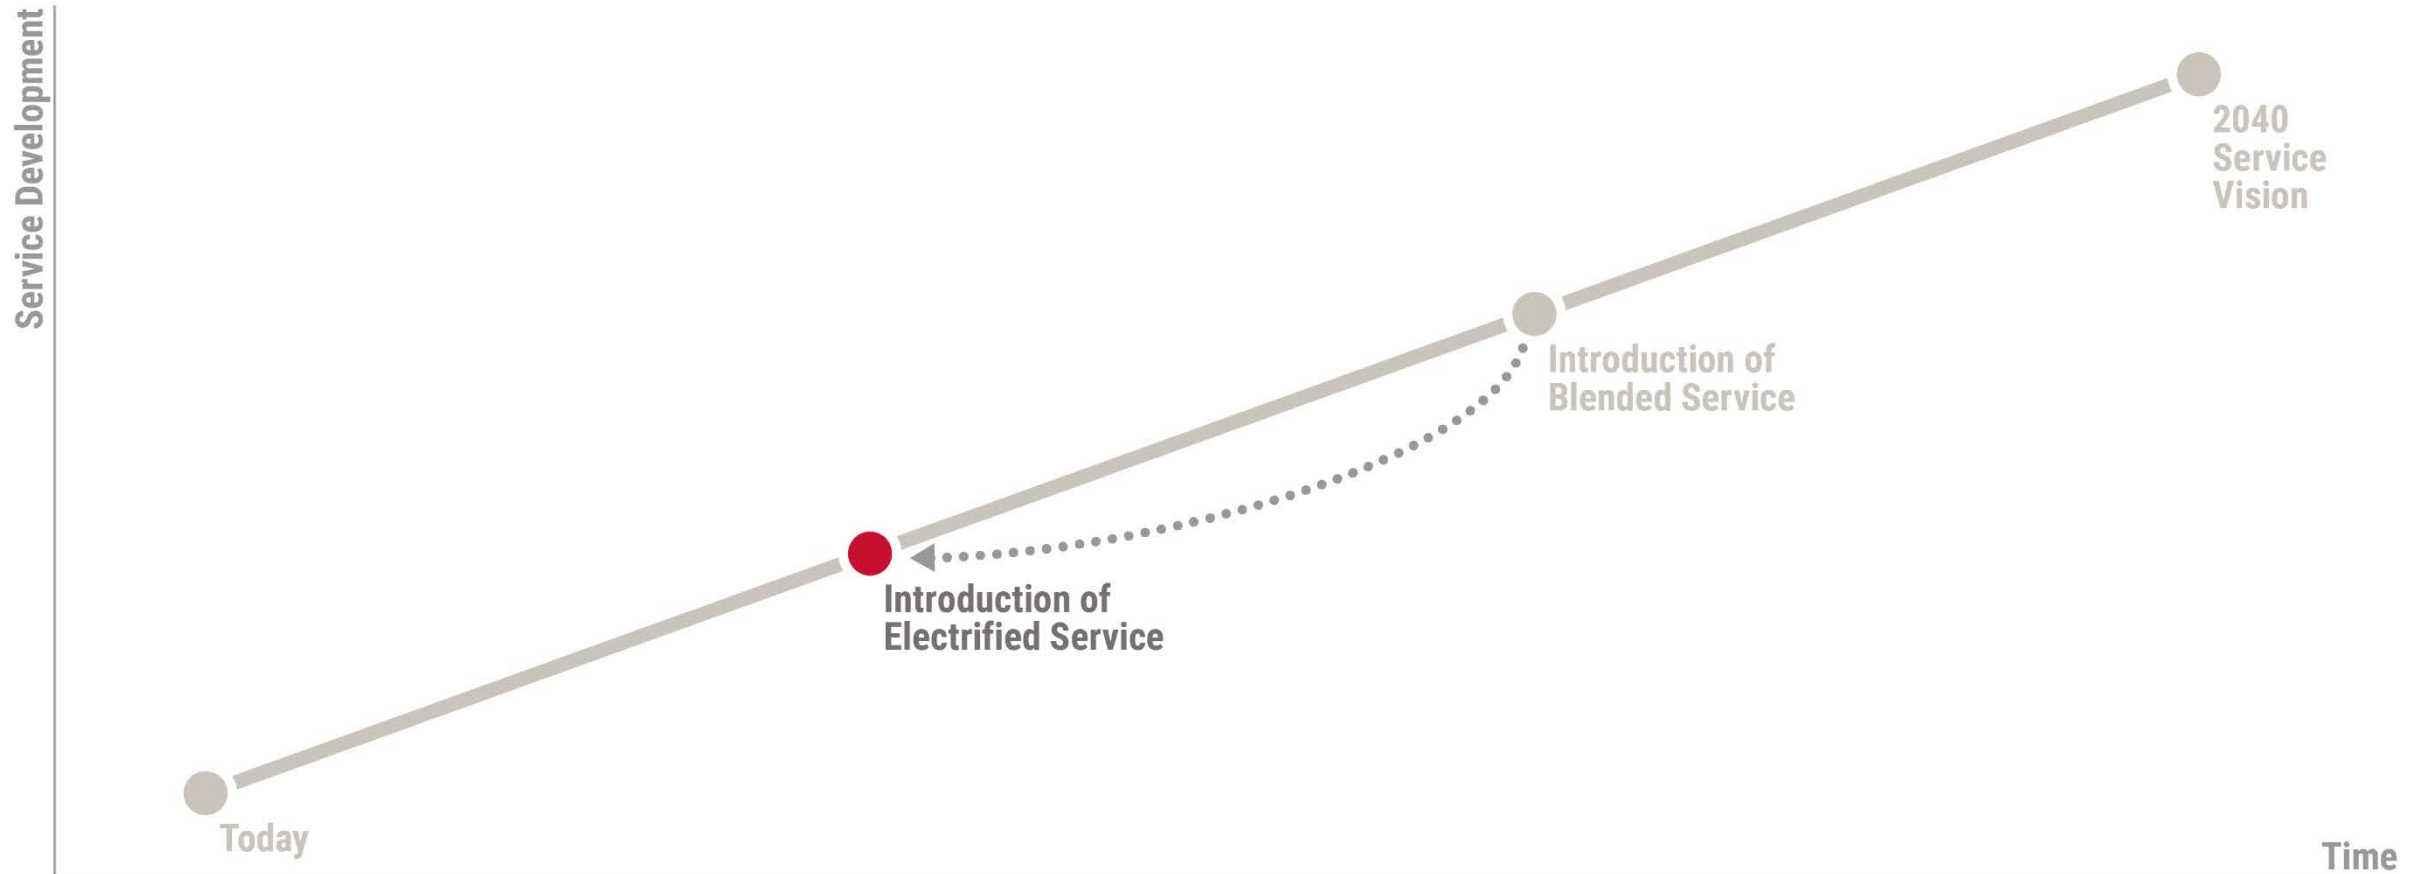 Service Development
2040
Service
Vision
Introduction of
Blended Service
Introduction of
Electrified Service
Today
Time